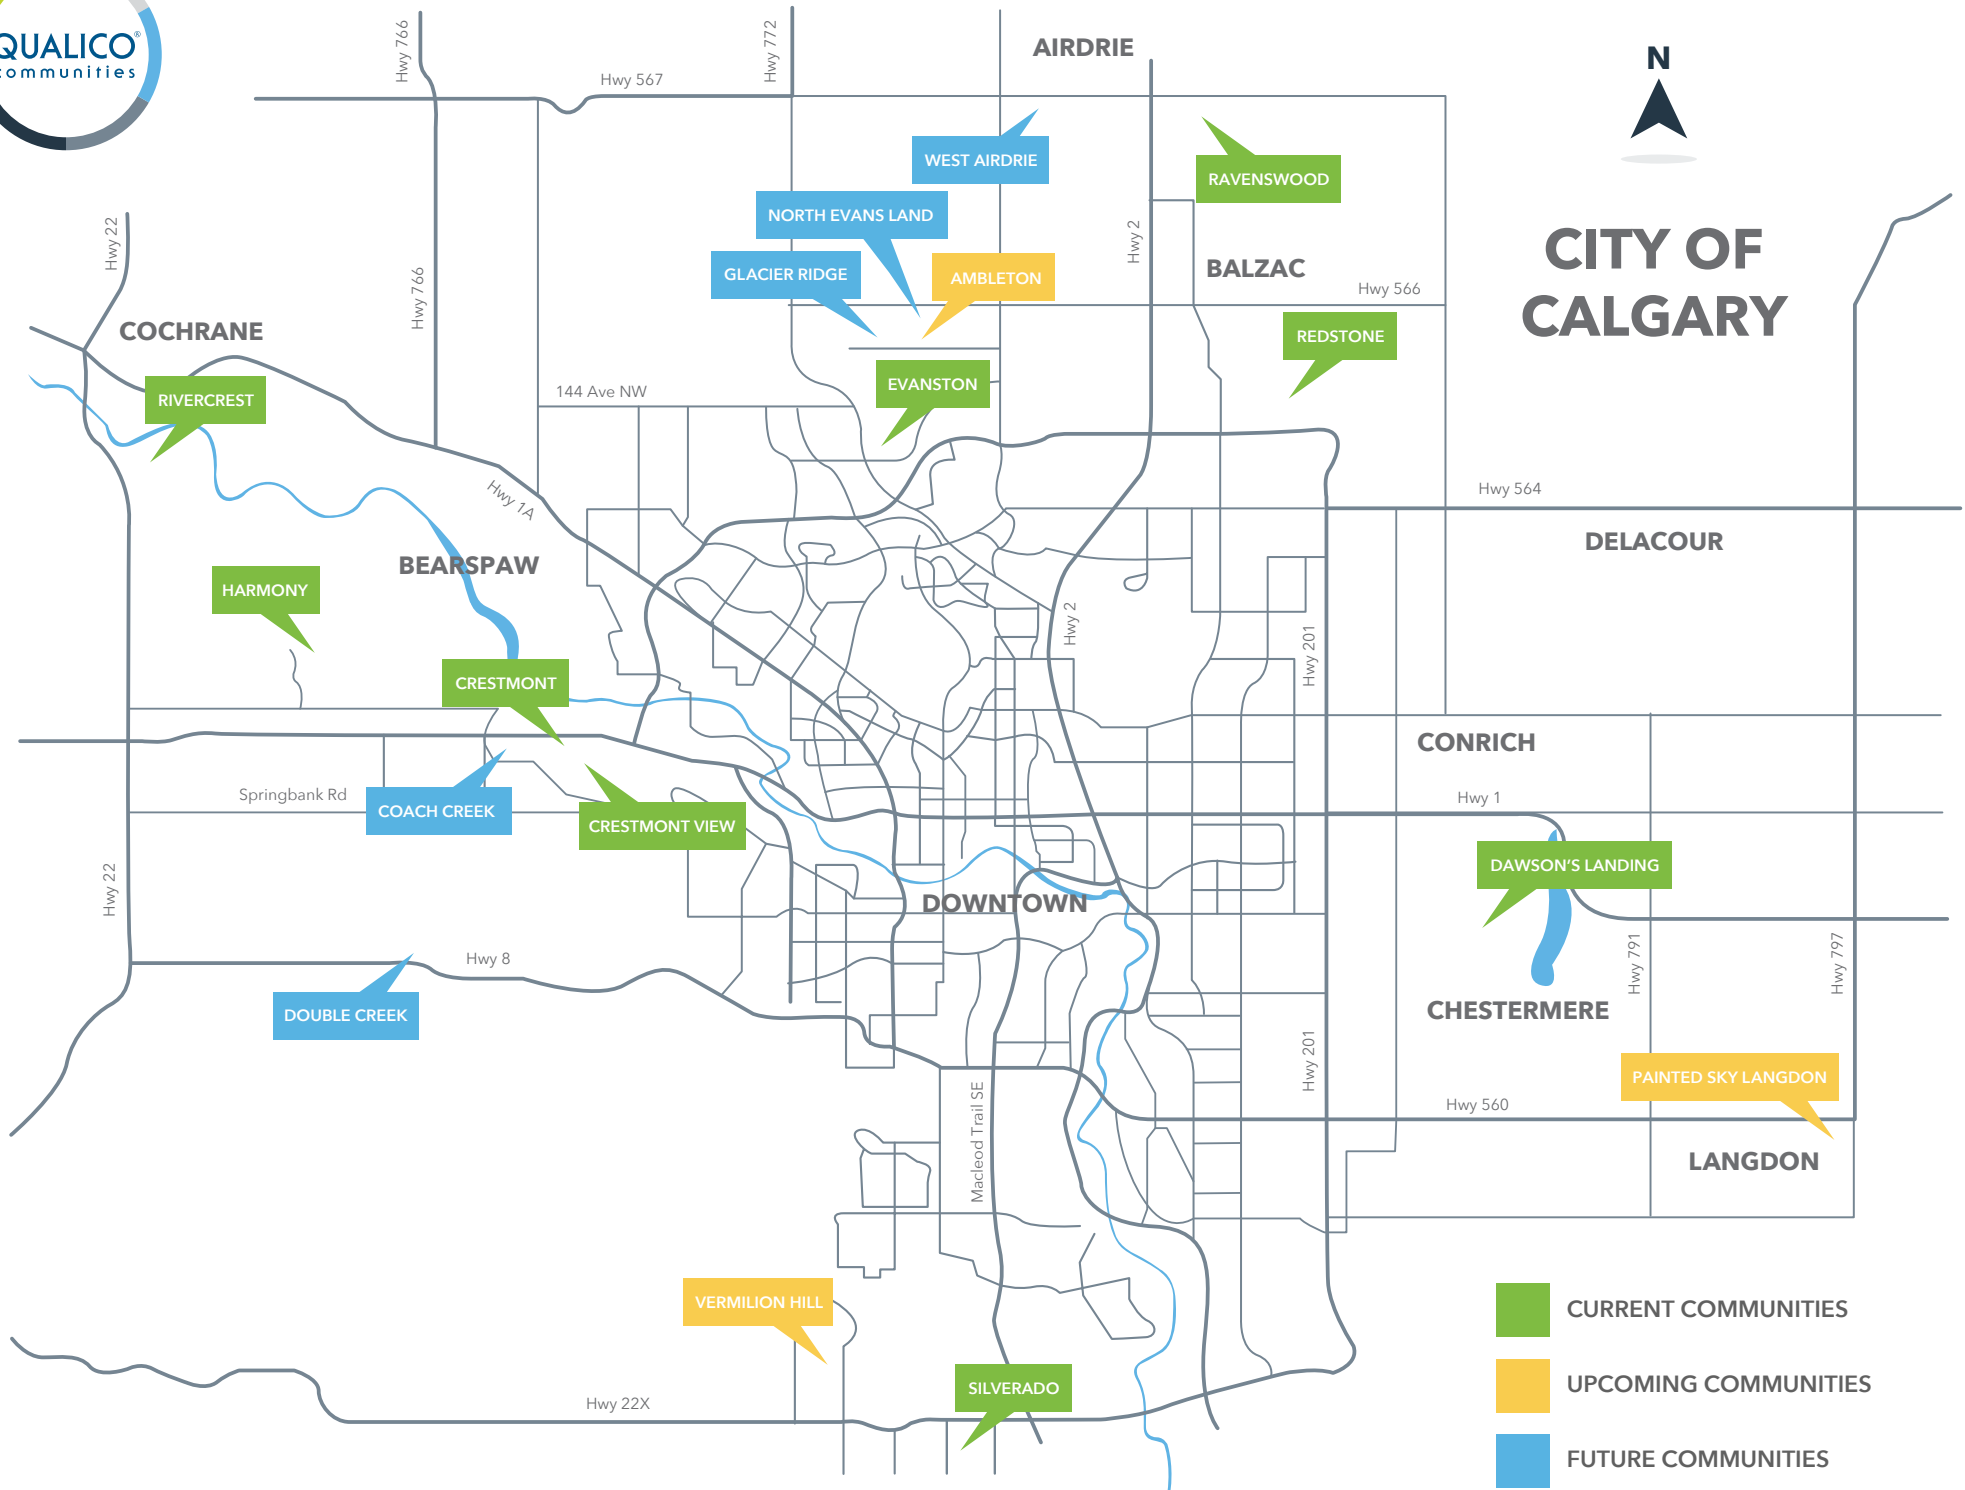 QUALICO®
communities
Hwy 766
Hwy 567
Hwy 772
AIRDRIE
N
WEST AIRDRIE
RAVENSWOOD
NORTH EVANS LAND
Hwy 22
Hwy 2
CITY OF
CALGARY
GLACIER RIDGE
AMBLETON
BALZAC
Hwy 566
Hwy 766
COCHRANE
REDSTONE
RIVERCREST
144 Ave NW
EVANSTON
Hwy 1A
Hwy 564
DELACOUR
BEARSPAW
HARMONY
Hwy 2
Hwy 201
CRESTMONT
CONRICH
Springbank Rd
COACH CREEK
CRESTMONT VIEW
Hwy 1
DAWSON'S LANDING
Hwy 22
DOWNTOWN
Hwy 8
Hwy 791
Hwy 797
DOUBLE CREEK
CHESTERMERE
Hwy 201
PAINTED SKY LANGDON
Macleod Trail SE
Hwy 560
LANGDON
VERMILION HILL
CURRENT COMMUNITIES
SILVERADO
UPCOMING COMMUNITIES
Hwy 22X
FUTURE COMMUNITIES